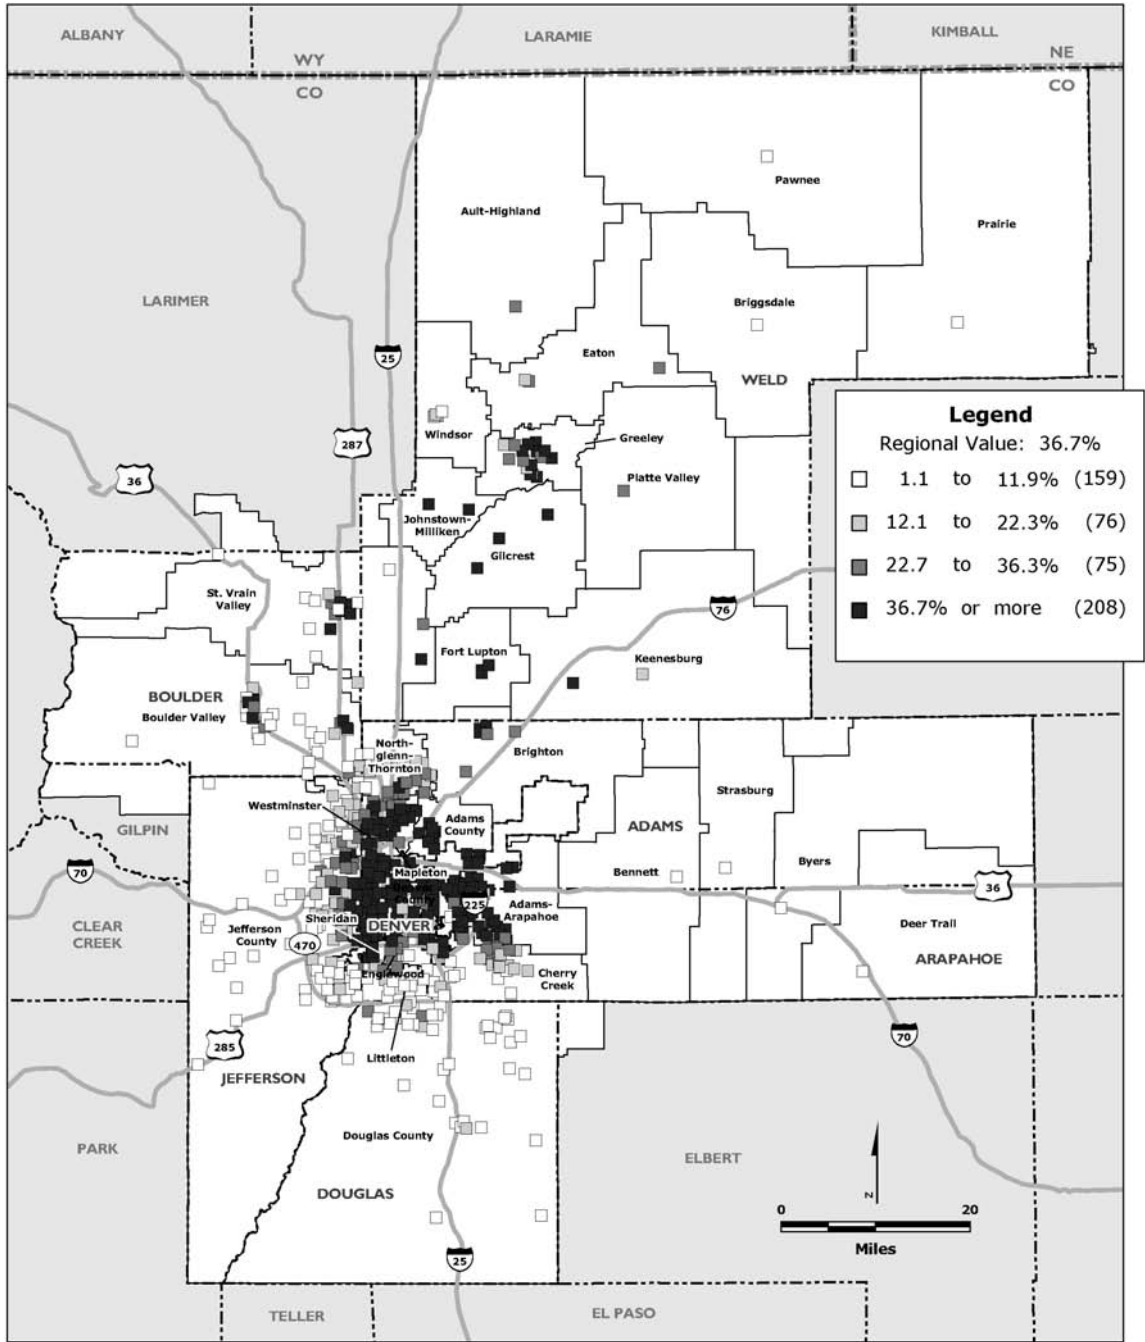 ALBANY
LARAMIE
KIMBALL
WY
NE
CO
CO
Pawnee
Ault-Highland
Prairie
LARIMER
Briggsdale
25
Eaton
WELD
Legend
Regional Value: 36.7%
1.1 to 11.9% (159)
12.1 to 22.3% (76)
22.7 to 36.3% (75)
36.7% or more (208)
287
Windsor
Greeley
36
Platte Valley
Johnstown-
Milliken
Gilcrest
St. Vrain
Valley
76
Fort Lupton
Keenesburg
BOULDER
Boulder Valley
North-
glenn-
Thornton
Brighton
Strasburg
Westminster
Adams
County
ADAMS
GILPIN
Byers
70
Mapleton
Bennett
Denver
County
36
225
Adams-
Arapahoe
Sheridan
CLEAR
CREEK
Jefferson
County
DENVER
Deer Trail
470
ARAPAHOE
Englewood
Cherry
Creek
70
285
Littleton
JEFFERSON
Douglas County
PARK
ELBERT
DOUGLAS
N
0 20
Miles
25
TELLER
EL PASO